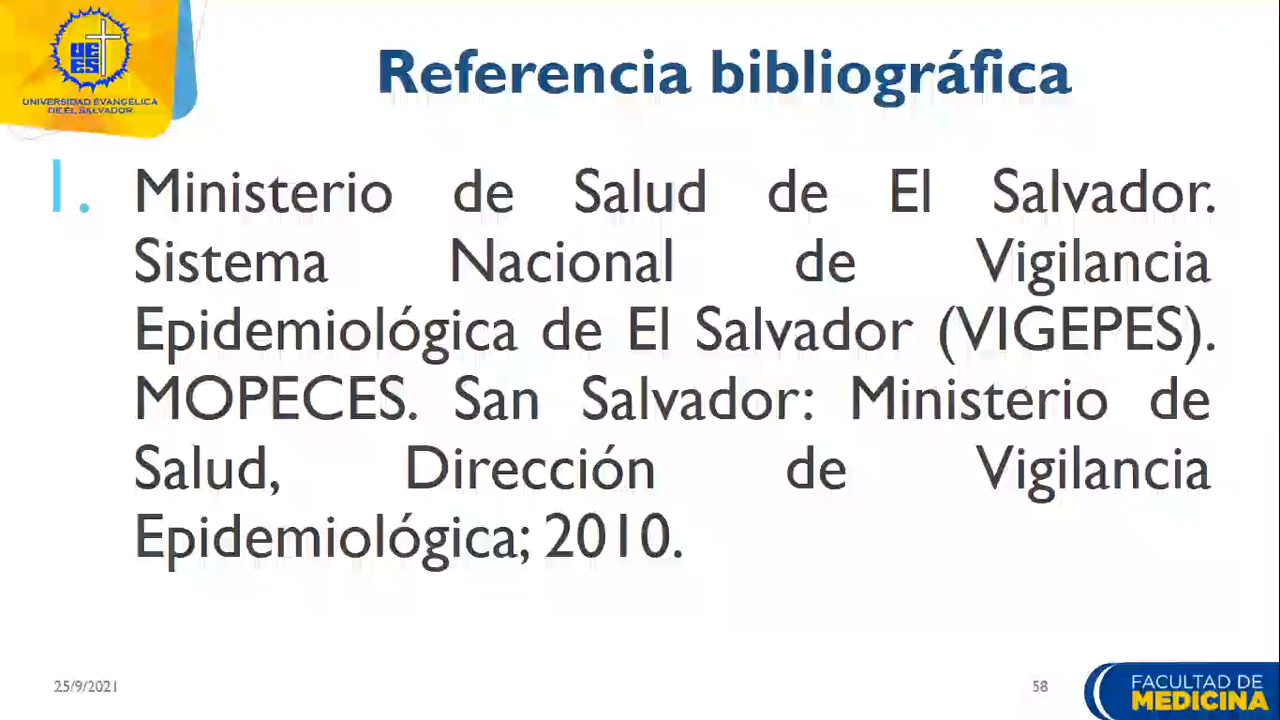 UE
ES
UNIVERSIDAD EVANGÉLICA
DE EL SALVADOR
Referencia bibliográfica
1. Ministerio de Salud de El Salvador.
Sistema Nacional de Vigilancia
Epidemiológica de El Salvador (VIGEPES).
MOPECES. San Salvador: Ministerio de
Salud, Dirección de Vigilancia
Epidemiológica; 2010.
25/9/2021
58
FACULTAD DE
MEDICINA